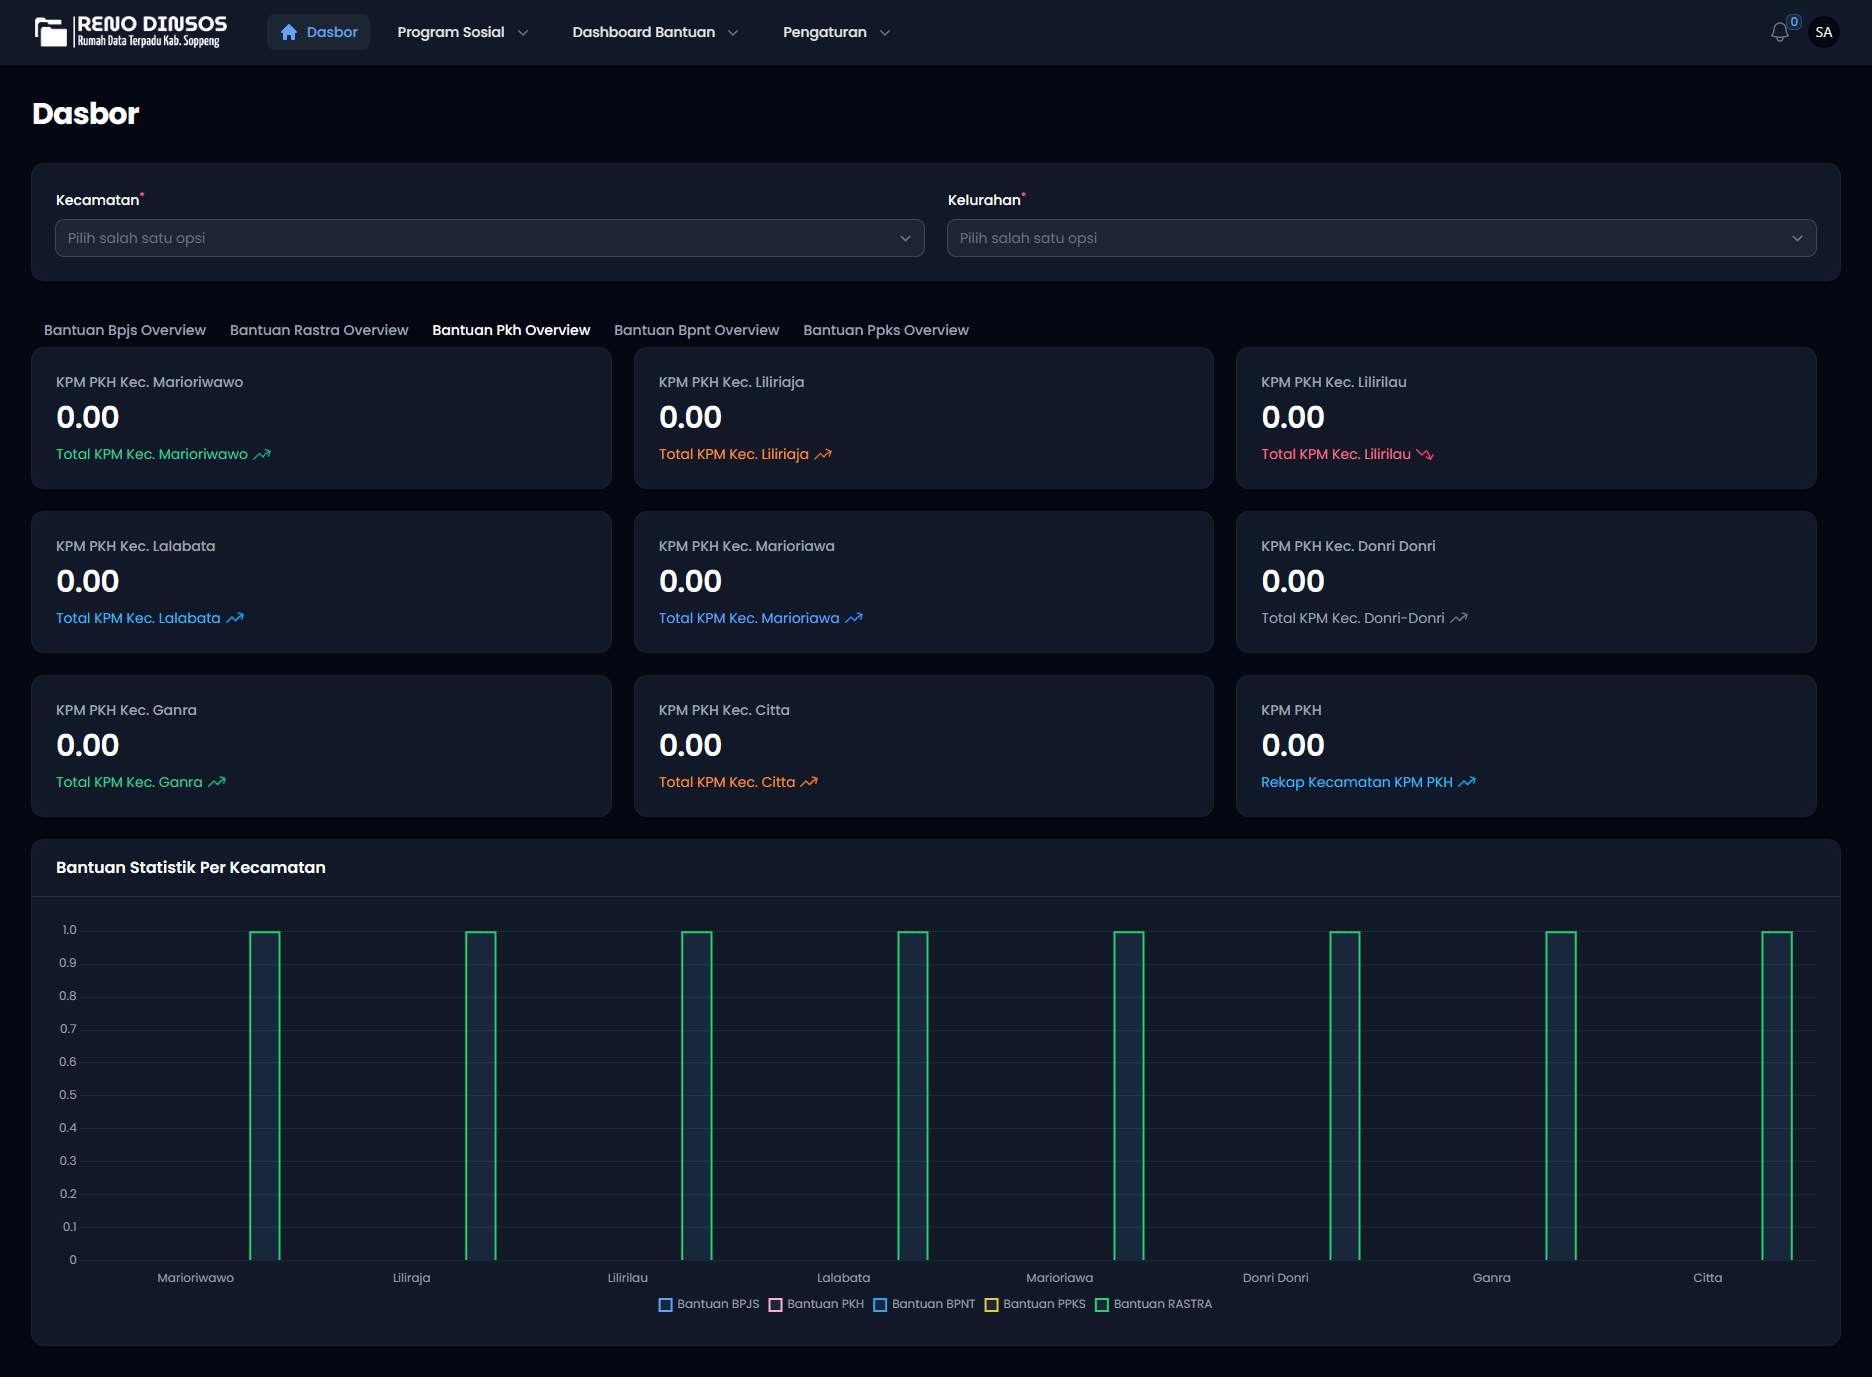 RENO DINSOS
Rumah Data Terpadu Kab. Soppeng
Dasbor
Program Sosial
Dashboard Bantuan
Pengaturan
0
SA
Dasbor
Kecamatan*
Kelurahan*
Pilih salah satu opsi
Pilih salah satu opsi
Bantuan Bpjs Overview
Bantuan Rastra Overview
Bantuan Pkh Overview
Bantuan Bpnt Overview
Bantuan Ppks Overview
KPM PKH Kec. Marioriwawo
0.00
Total KPM Kec. Marioriwawo
KPM PKH Kec. Liliriaja
0.00
Total KPM Kec. Liliriaja
KPM PKH Kec. Lilirilau
0.00
Total KPM Kec. Lilirilau
KPM PKH Kec. Lalabata
0.00
Total KPM Kec. Lalabata
KPM PKH Kec. Marioriawa
0.00
Total KPM Kec. Marioriawa
KPM PKH Kec. Donri Donri
0.00
Total KPM Kec. Donri-Donri
KPM PKH Kec. Ganra
0.00
Total KPM Kec. Ganra
KPM PKH Kec. Citta
0.00
Total KPM Kec. Citta
KPM PKH
0.00
Rekap Kecamatan KPM PKH
Bantuan Statistik Per Kecamatan
1.0
0.9
0.8
0.7
0.6
0.5
0.4
0.3
0.2
0.1
0
Marioriwawo
Liliraja
Lilirilau
Lalabata
Marioriawa
Donri Donri
Ganra
Citta
Bantuan BPJS
Bantuan PKH
Bantuan BPNT
Bantuan PPKS
Bantuan RASTRA